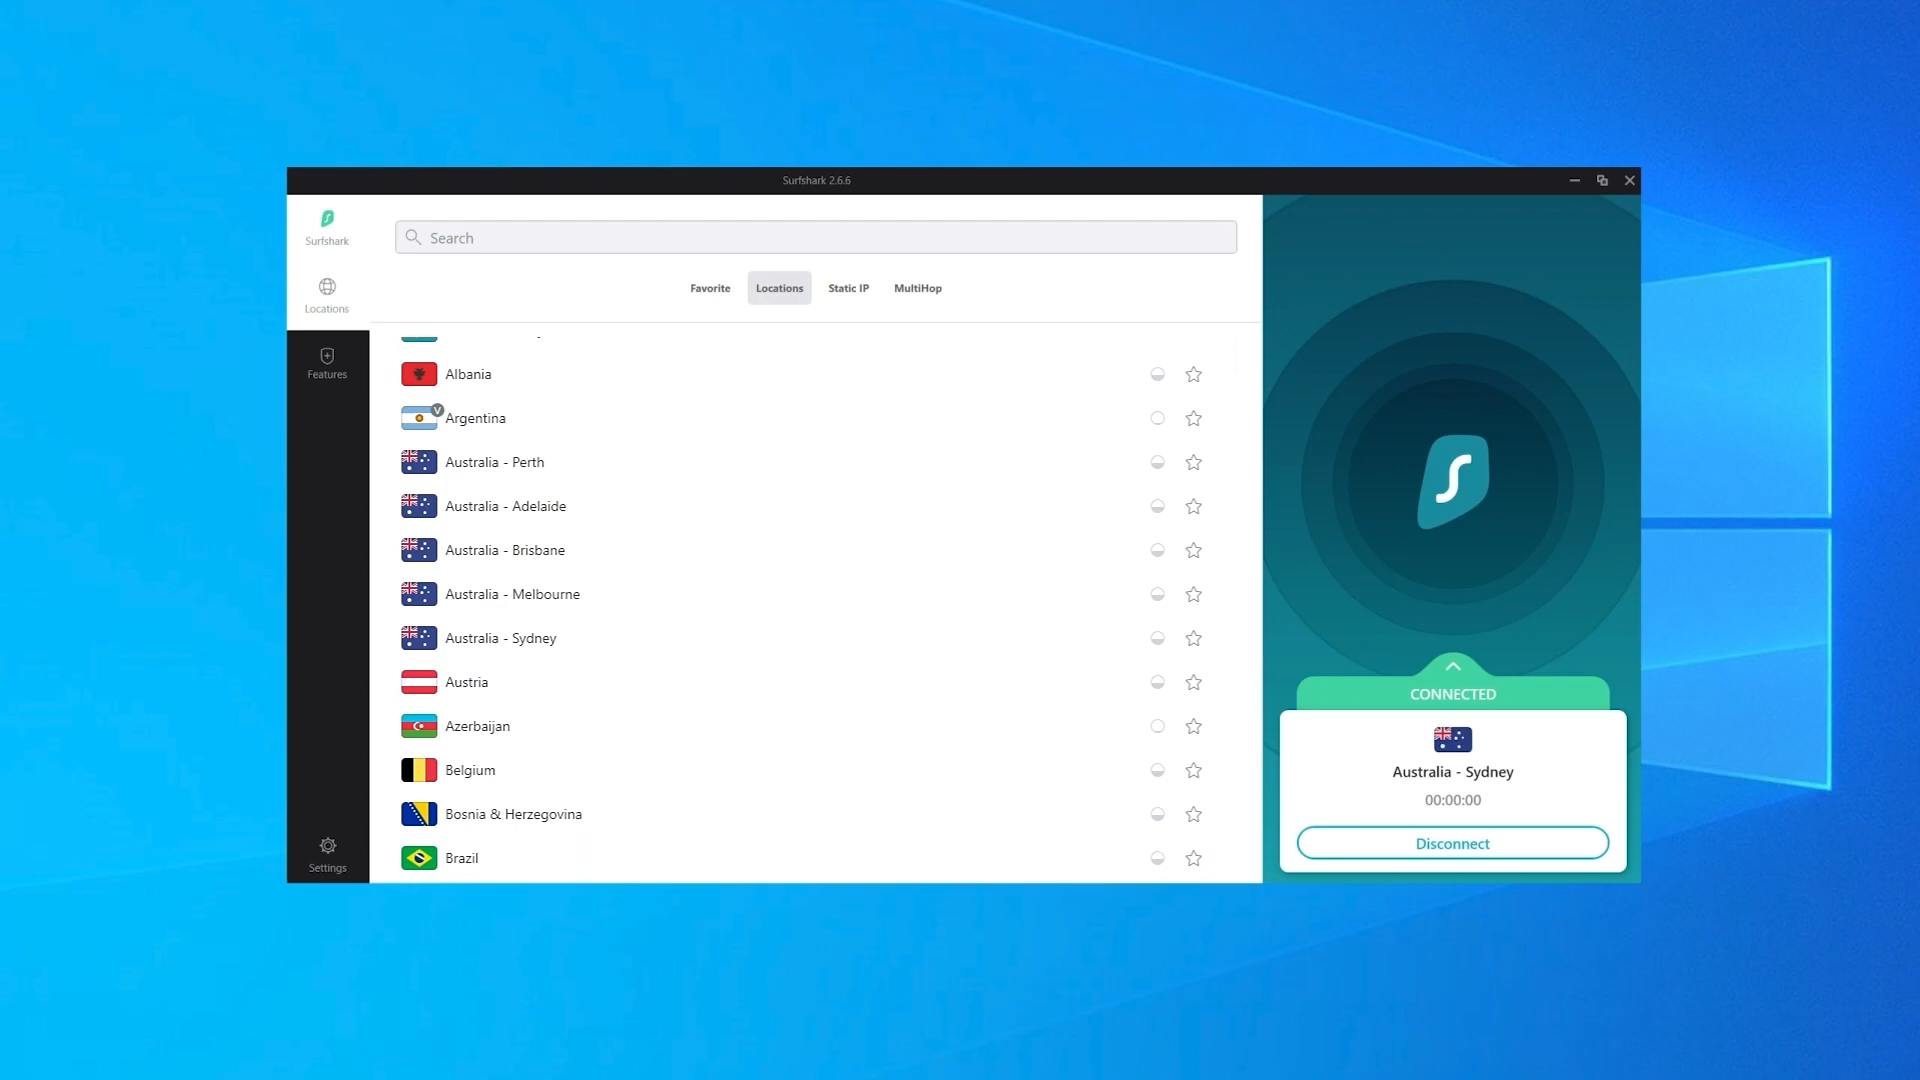 Surfshark 2.6.6
Surfshark
Locations
Features
Settings
Search
Favorite
Locations
Static IP
MultiHop
Albania
V
Argentina
Australia - Perth
Australia - Adelaide
Australia - Brisbane
Australia - Melbourne
Australia - Sydney
Austria
Azerbaijan
Belgium
Bosnia & Herzegovina
Brazil
CONNECTED
Australia - Sydney
00:00:00
Disconnect